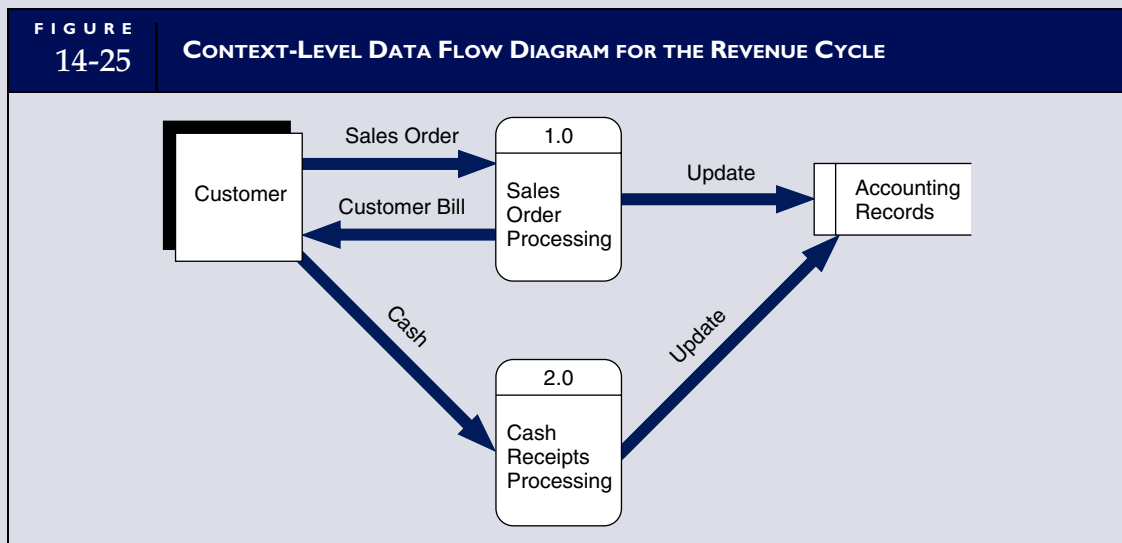 FIGURE
14-25
CONTEXT-LEVEL DATA FLOW DIAGRAM FOR THE REVENUE CYCLE
Customer
Sales Order
Customer Bill
1.0
Sales
Order
Processing
Update
Accounting
Records
Cash
Update
2.0
Cash
Receipts
Processing